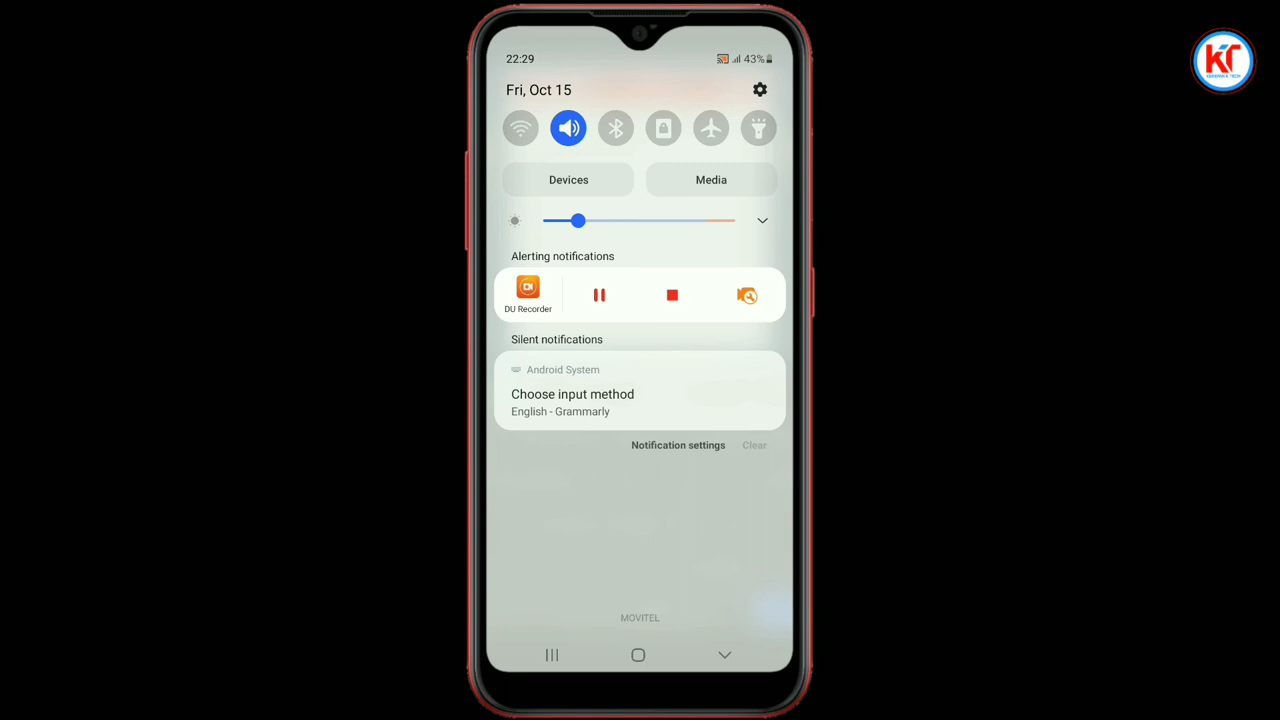 22:29
43%
Fri, Oct 15
Devices
Media
Alerting notifications
DU Recorder
Silent notifications
Android System
Choose input method
English - Grammarly
Notification settings
Clear
MOVITEL
KT